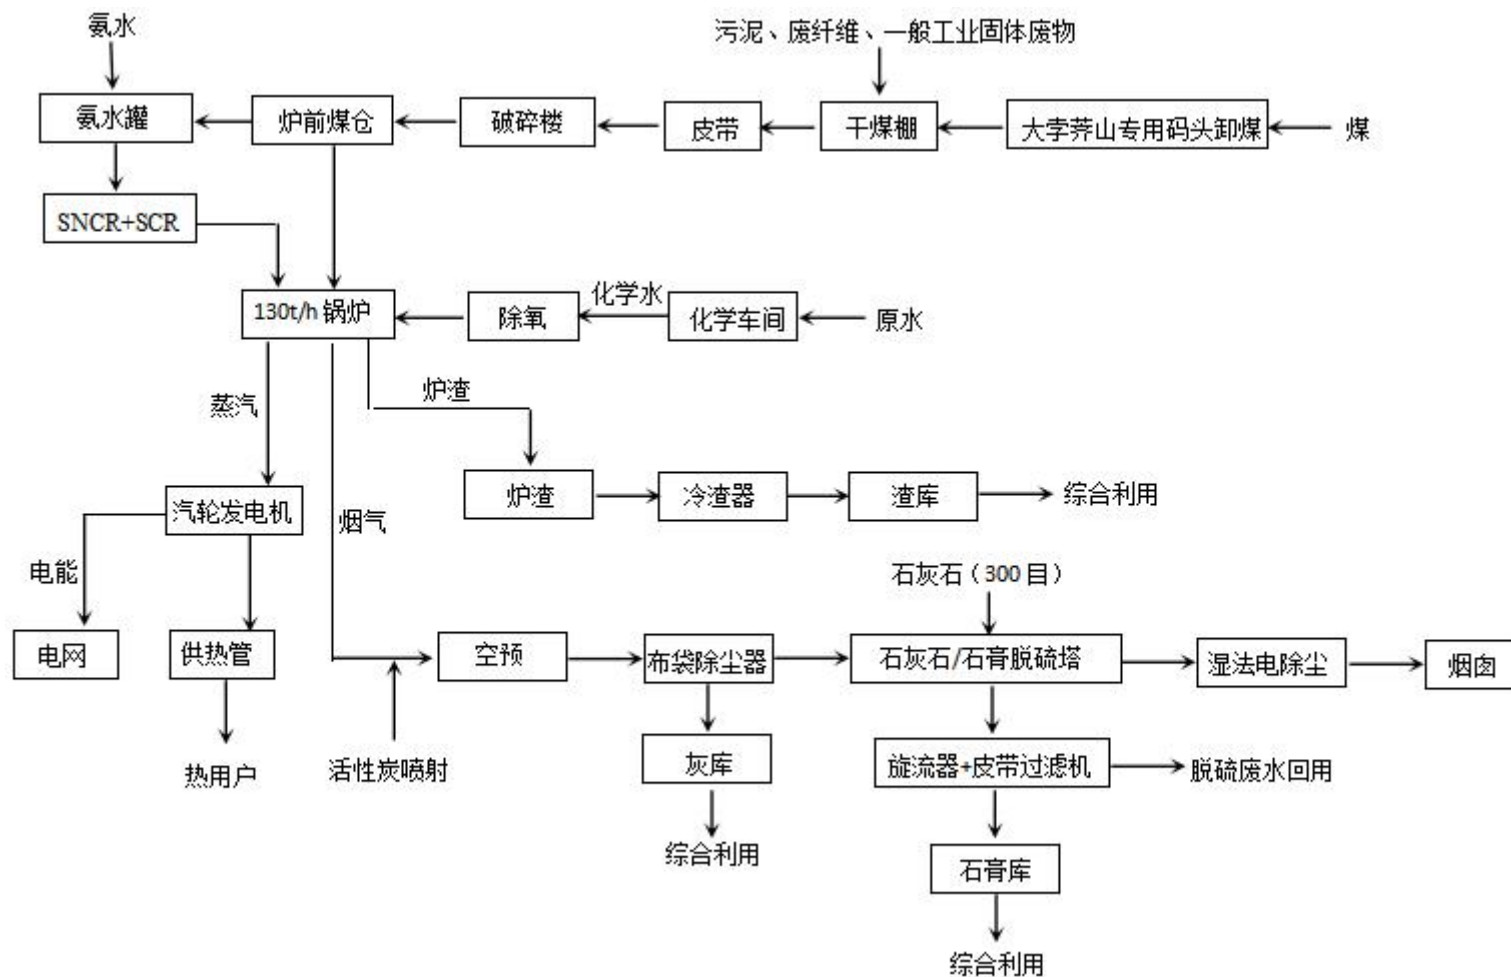 氨水
污泥、废纤维、一般工业固体废物
氨水罐
炉前煤仓
破碎楼
皮带
干煤棚
大孛荠山专用码头卸煤
煤
SNCR+SCR
130t/h 锅炉
除氧
化学水
化学车间
原水
蒸汽
炉渣
炉渣
冷渣器
渣库
综合利用
汽轮发电机
烟气
电能
石灰石（300 目）
电网
供热管
空预
布袋除尘器
石灰石/石膏脱硫塔
湿法电除尘
烟囱
热用户
活性炭喷射
灰库
旋流器+皮带过滤机
脱硫废水回用
综合利用
石膏库
综合利用